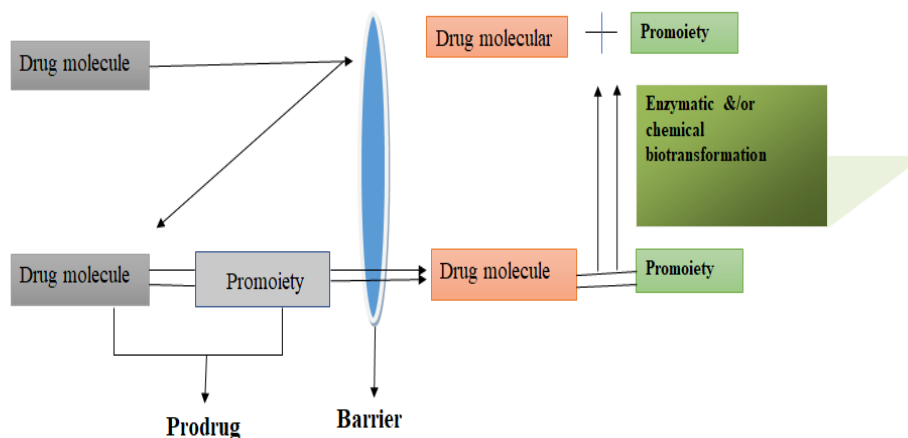 Drug molecular
Promoiety
Drug molecule
Enzymatic &/or
chemical
biotransformation
Drug molecule
Promoiety
Drug molecule
Promoiety
Prodrug
Barrier